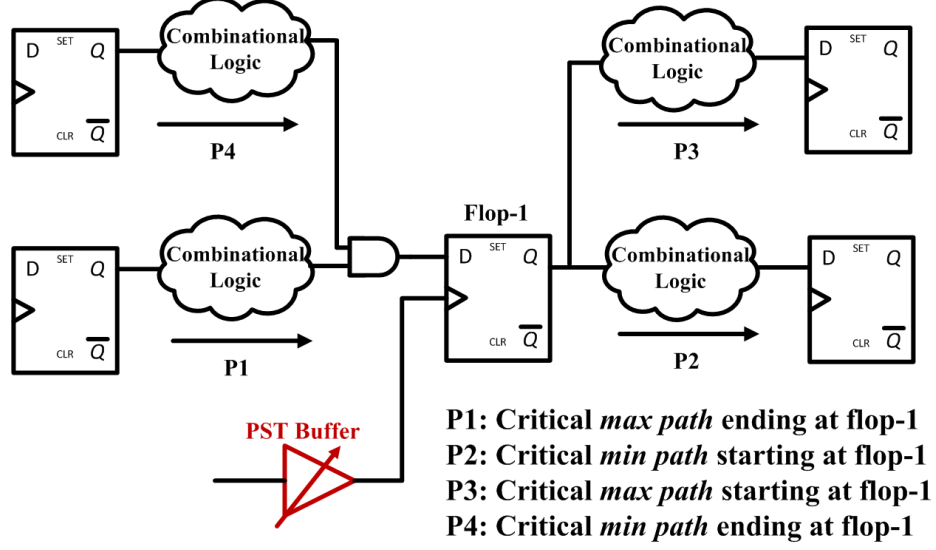 D SET Q
CLR Q
Combinational
Logic
P4
Combinational
Logic
P3
D SET Q
CLR Q
D SET Q
CLR Q
Combinational
Logic
P1
Flop-1
D SET Q
CLR Q
Combinational
Logic
P2
D SET Q
CLR Q
PST Buffer
P1: Critical max path ending at flop-1
P2: Critical min path starting at flop-1
P3: Critical max path starting at flop-1
P4: Critical min path ending at flop-1